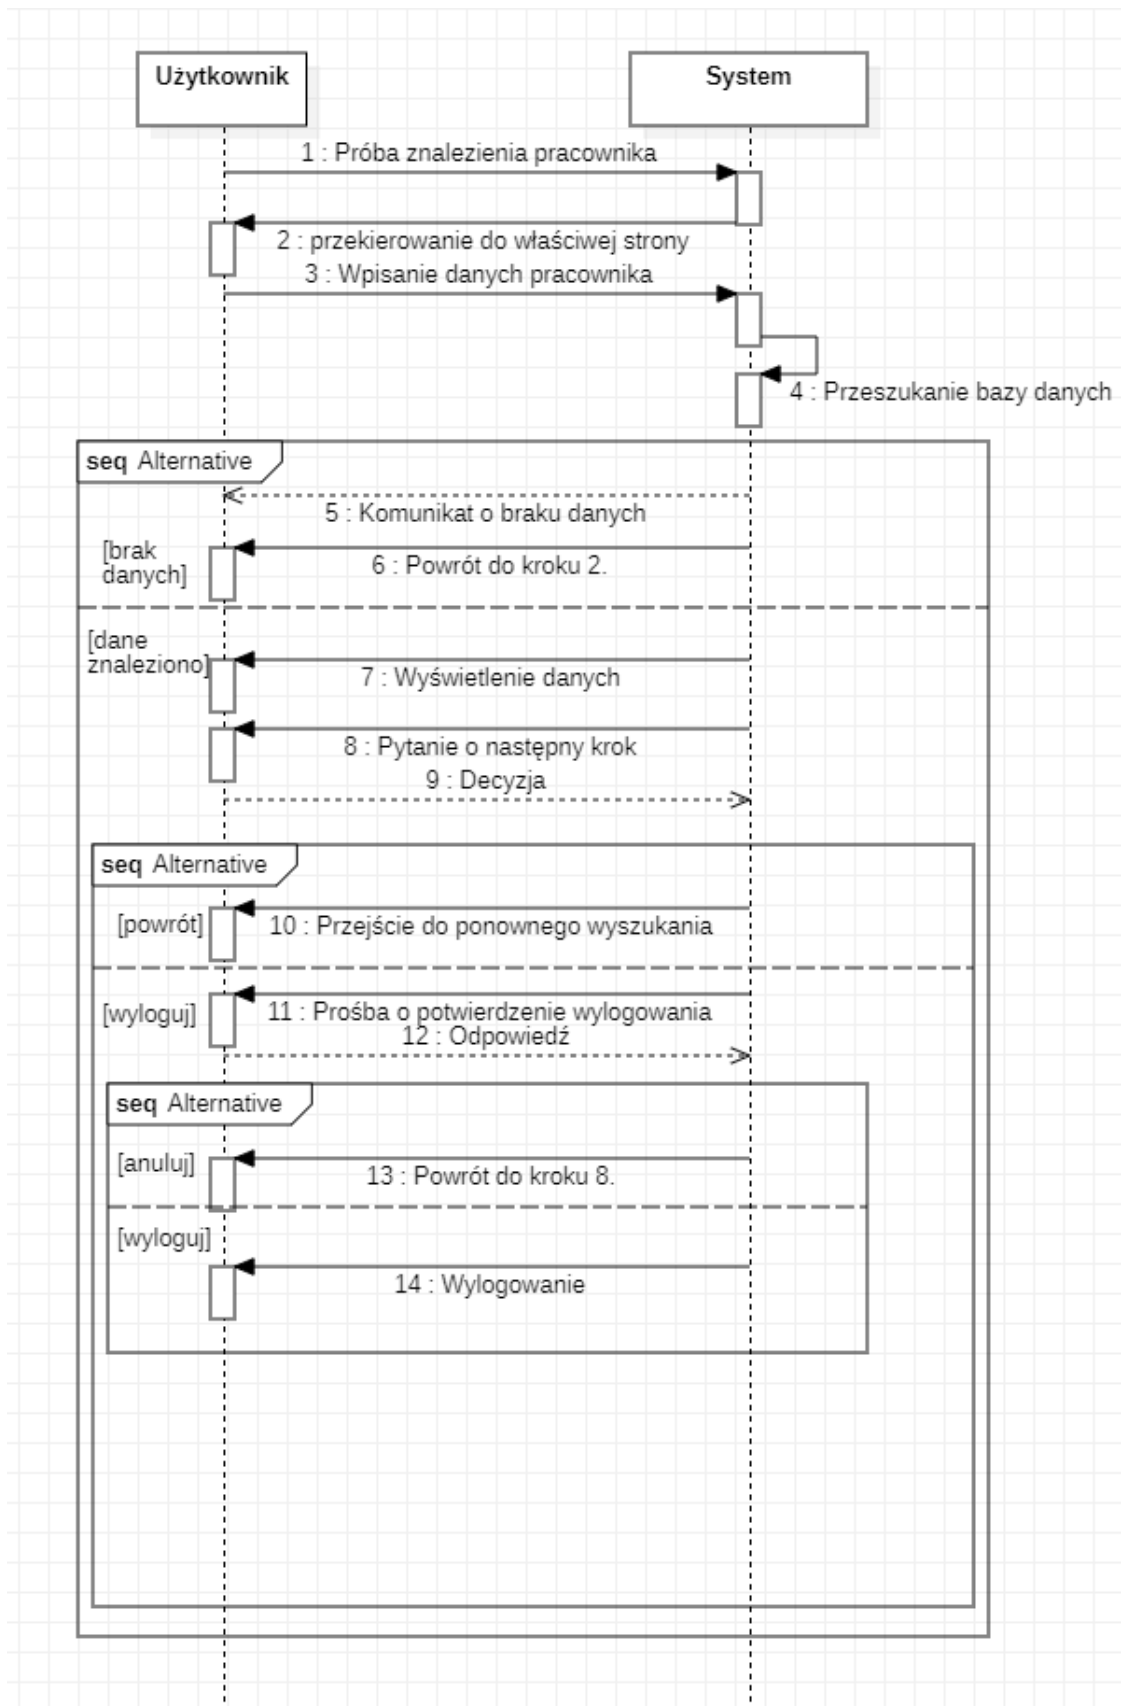 Użytkownik
System
1 : Próba znalezienia pracownika
2 : przekierowanie do właściwej strony
3 : Wpisanie danych pracownika
4 : Przeszukanie bazy danych
seq Alternative
5 : Komunikat o braku danych
[brak
danych]
6 : Powrót do kroku 2.
[dane
znaleziono]
7 : Wyświetlenie danych
8 : Pytanie o następny krok
9 : Decyzja
seq Alternative
[powrót]
10 : Przejście do ponownego wyszukania
[wyloguj]
11 : Prośba o potwierdzenie wylogowania
12 : Odpowiedź
seq Alternative
[anuluj]
13 : Powrót do kroku 8.
[wyloguj]
14 : Wylogowanie